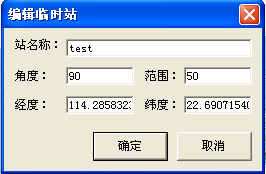 编辑临时站
站名称： test
角度： 90 范围： 50
经度： 114.285832 纬度： 22.6907154
确定 取消